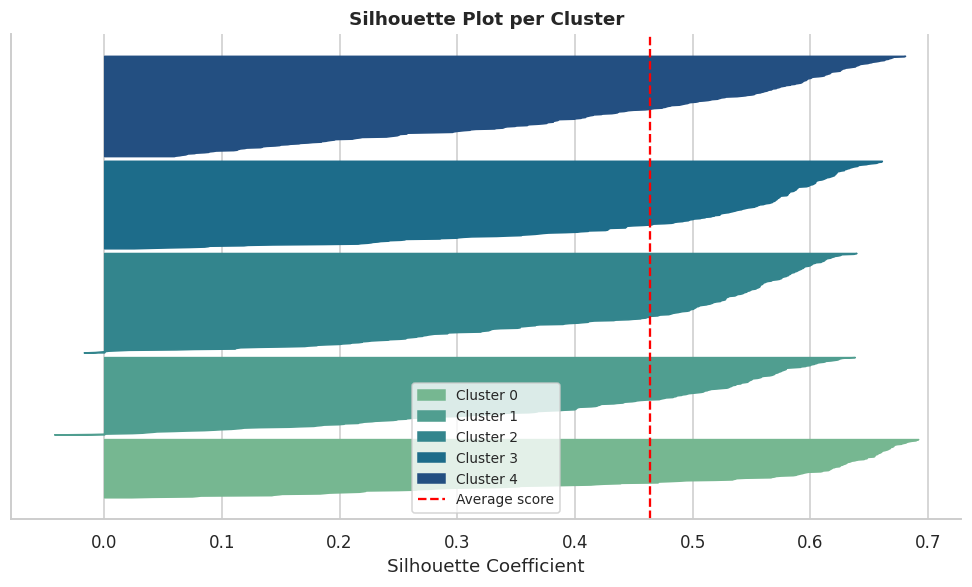 Silhouette Plot per Cluster
Cluster 0
Cluster 1
Cluster 2
Cluster 3
Cluster 4
Average score
0.0 0.1 0.2 0.3 0.4 0.5 0.6 0.7
Silhouette Coefficient